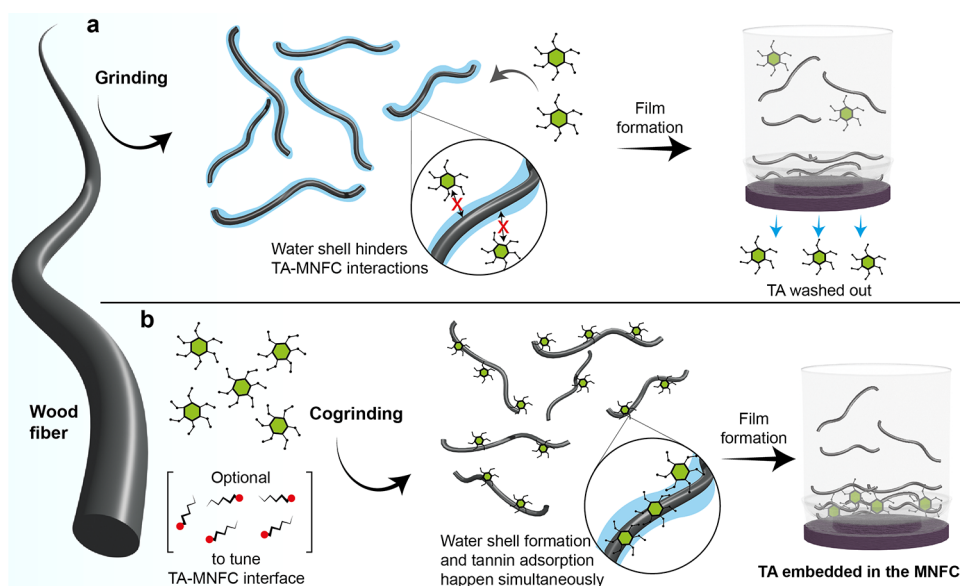 a
Grinding
Film
formation
X
X
Water shell hinders
TA-MNFC interactions
TA washed out
b
Wood
fiber
Cogrinding
Optional
to tune
TA-MNFC interface
Film
formation
Water shell formation
and tannin adsorption
happen simultaneously
TA embedded in the MNFC